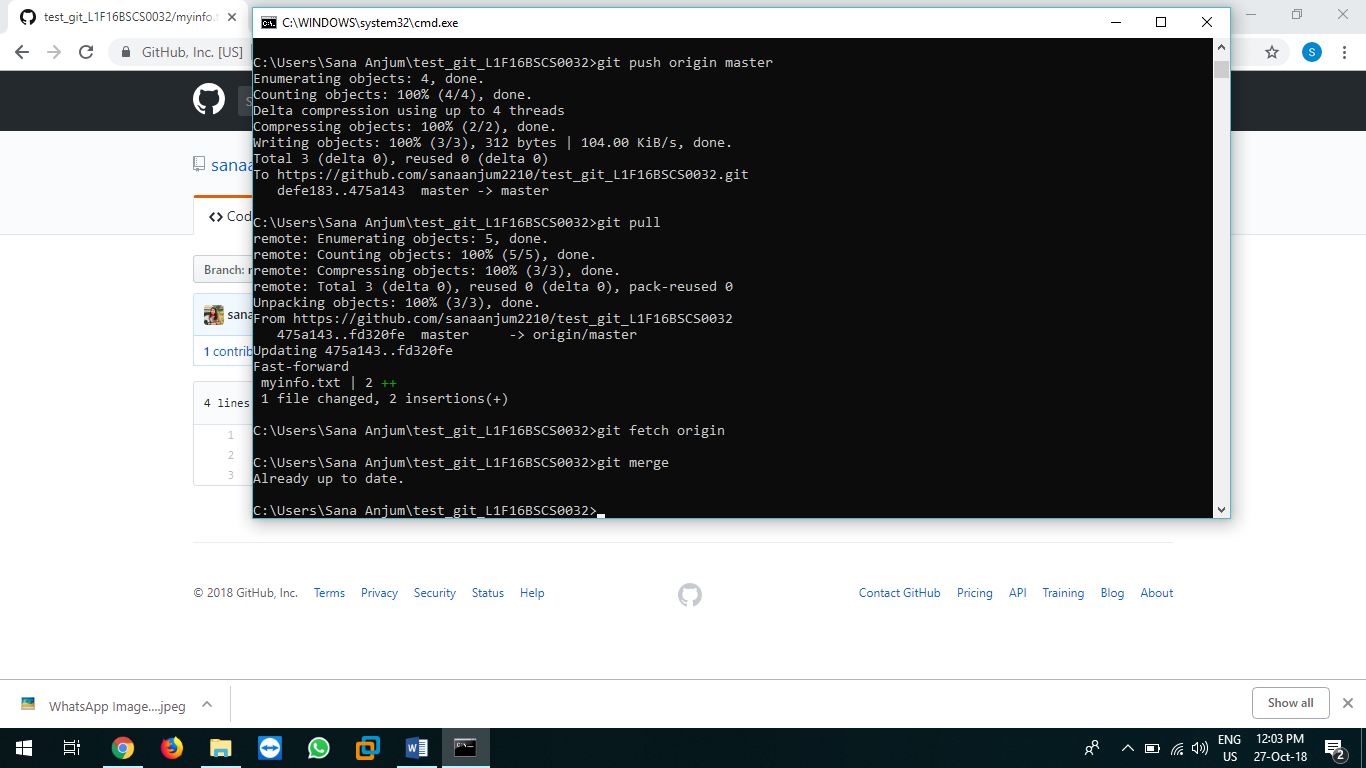 test_git_L1F16BSCS0032/myinfo.t
C:\WINDOWS\system32\cmd.exe
GitHub, Inc. [US]
S
C:\Users\Sana Anjum\test_git_L1F16BSCS0032>git push origin master
Enumerating objects: 4, done.
Counting objects: 100% (4/4), done.
Delta compression using up to 4 threads
Compressing objects: 100% (2/2), done.
Writing objects: 100% (3/3), 312 bytes | 104.00 KiB/s, done.
Total 3 (delta 0), reused 0 (delta 0)
To https://github.com/sanaanjum2210/test_git_L1F16BSCS0032.git
defe183..475a143  master -> master
C:\Users\Sana Anjum\test_git_L1F16BSCS0032>git pull
remote: Enumerating objects: 5, done.
remote: Counting objects: 100% (5/5), done.
remote: Compressing objects: 100% (3/3), done.
remote: Total 3 (delta 0), reused 0 (delta 0), pack-reused 0
Unpacking objects: 100% (3/3), done.
From https://github.com/sanaanjum2210/test_git_L1F16BSCS0032
475a143..fd320fe  master     -> origin/master
Updating 475a143..fd320fe
Fast-forward
myinfo.txt | 2 ++
1 file changed, 2 insertions(+)
C:\Users\Sana Anjum\test_git_L1F16BSCS0032>git fetch origin
C:\Users\Sana Anjum\test_git_L1F16BSCS0032>git merge
Already up to date.
C:\Users\Sana Anjum\test_git_L1F16BSCS0032>
S
sanaa
<> Cod
Branch:
sana
1 contrib
4 lines
1
2
3
© 2018 GitHub, Inc. Terms Privacy Security Status Help
Contact GitHub Pricing API Training Blog About
WhatsApp Image....jpeg
Show all
ENG
US
12:03 PM
27-Oct-18
2